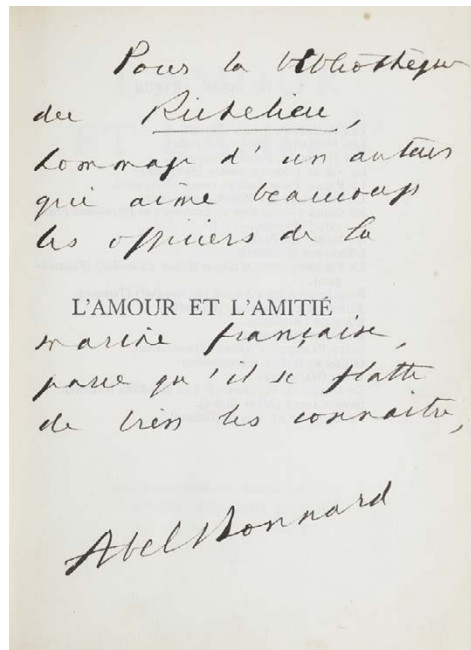 Pour la bibliothèque
du Richelieu,
hommage d'un auteur
qui aime beaucoup
les officiers de la
L'AMOUR ET L'AMITIÉ
marine française,
parce qu'il se flatte
de bien les connaitre,
Abel Bonnard